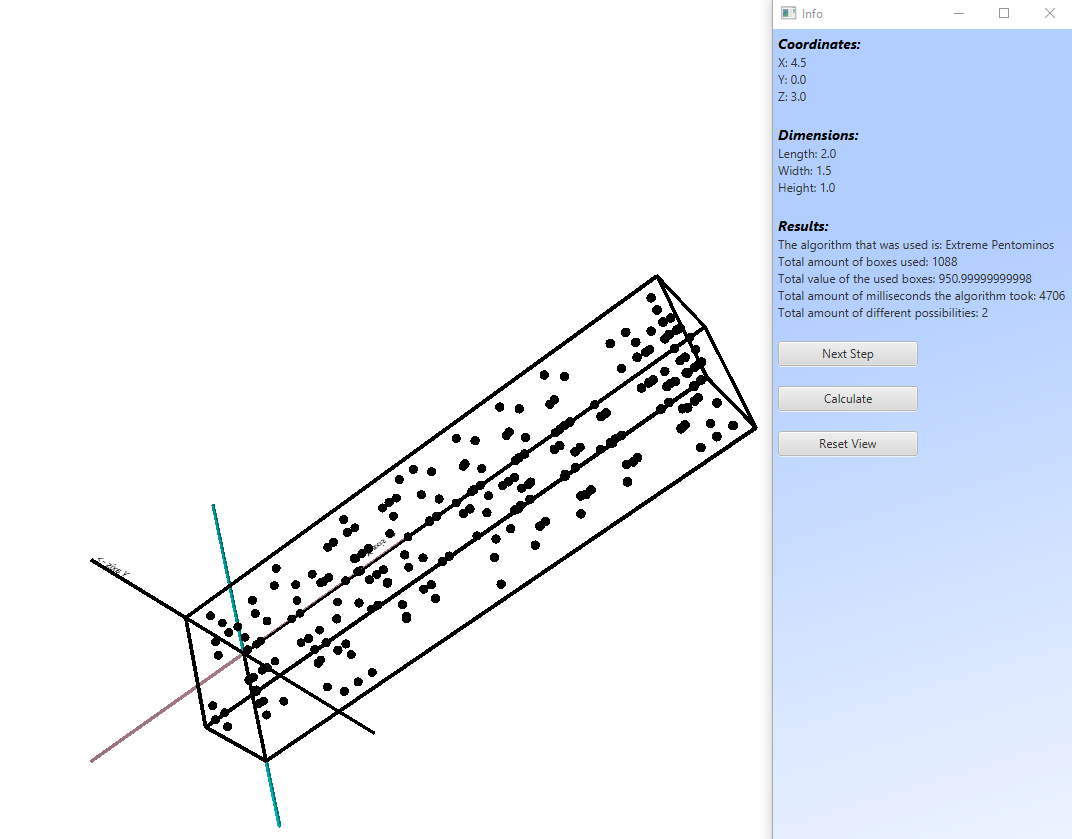 Info
Coordinates:
X: 4.5
Y: 0.0
Z: 3.0
Dimensions:
Length: 2.0
Width: 1.5
Height: 1.0
Results:
The algorithm that was used is: Extreme Pentominos
Total amount of boxes used: 1088
Total value of the used boxes: 950.99999999998
Total amount of milliseconds the algorithm took: 4706
Total amount of different possibilities: 2
Next Step
Calculate
Reset View